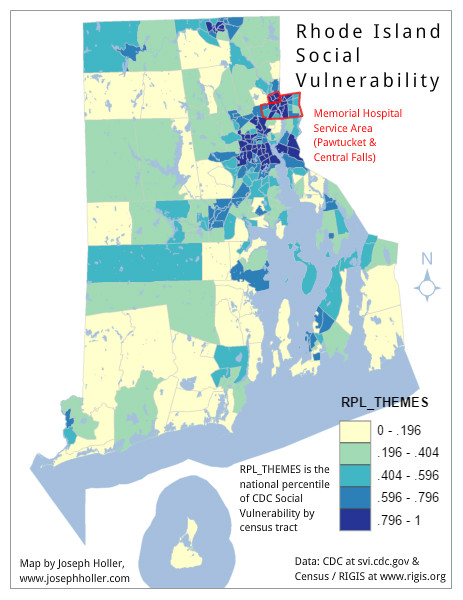 Rhode Island
Social
Vulnerability
Memorial Hospital
Service Area
(Pawtucket &
Central Falls)
N
RPL_THEMES
0 - .196
.196 - .404
.404 - .596
.596 - .796
.796 - 1
RPL_THEMES is the
national percentile
of CDC Social
Vulnerability by
census tract
Map by Joseph Holler,
www.josephholler.com
Data: CDC at svi.cdc.gov &
Census / RIGIS at www.rigis.org